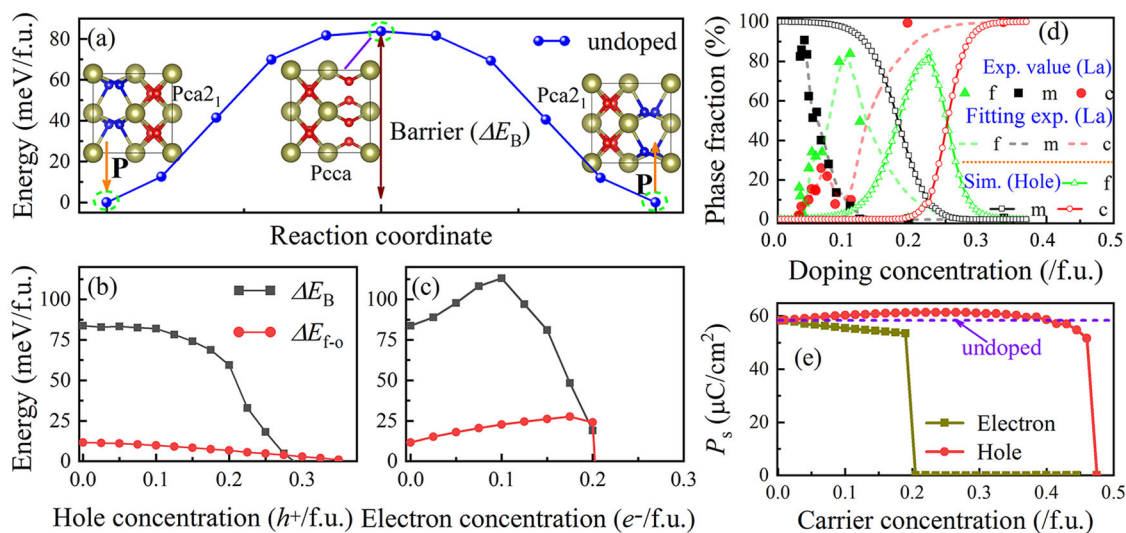 (a)
undoped
80
60
40
20
0
Energy (meV/f.u.)
Pca2₁
P
Pcca
Barrier (ΔE_B)
Pca2₁
P
Reaction coordinate
(b)
100
75
50
25
0
Energy (meV/f.u.)
ΔE_B
ΔE_f-o
0.0 0.1 0.2 0.3
Hole concentration (h⁺/f.u.)
(c)
100
75
50
25
0
0.0 0.1 0.2 0.3
Electron concentration (e⁻/f.u.)
(d)
100
80
60
40
20
0
Phase fraction (%)
Exp. value (La)
f m c
Fitting exp. (La)
f m c
Sim. (Hole) f
m c
0.0 0.1 0.2 0.3 0.4 0.5
Doping concentration (/f.u.)
(e)
60
40
20
0
P_s (μC/cm²)
undoped
Electron
Hole
0.0 0.1 0.2 0.3 0.4 0.5
Carrier concentration (/f.u.)